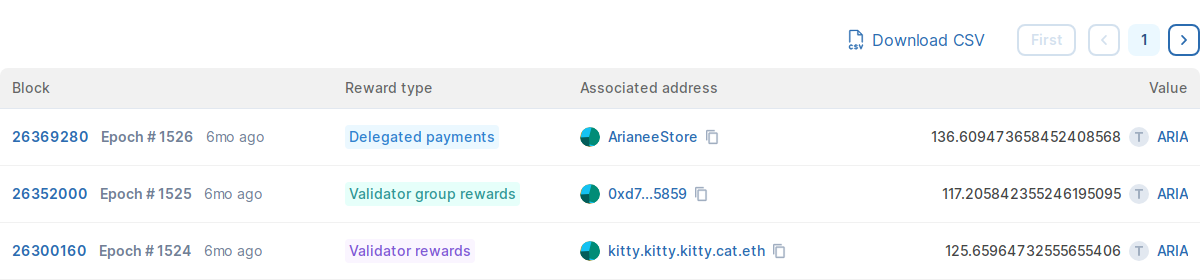 Download CSV First 1
Block Reward type Associated address Value
26369280 Epoch # 1526 6mo ago Delegated payments ArianeeStore 136.609473658452408568 T ARIA
26352000 Epoch # 1525 6mo ago Validator group rewards 0xd7...5859 117.205842355246195095 T ARIA
26300160 Epoch # 1524 6mo ago Validator rewards kitty.kitty.kitty.cat.eth 125.65964732555655406 T ARIA